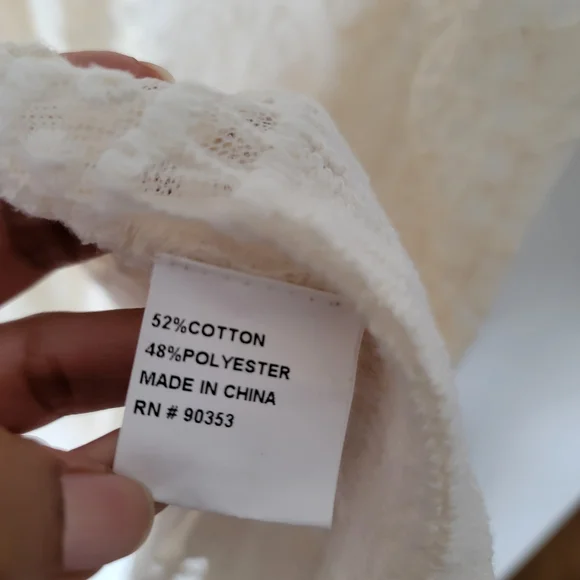 52%COTTON
48%POLYESTER
MADE IN CHINA
RN # 90353